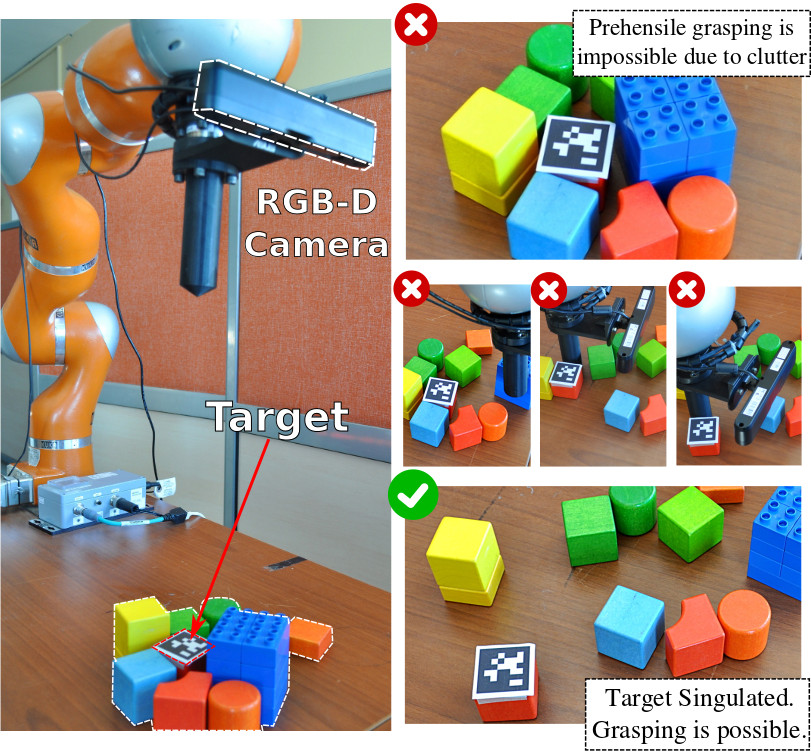 RGB-D
Camera
Target
Prehensile grasping is
impossible due to clutter
Target Singulated.
Grasping is possible.